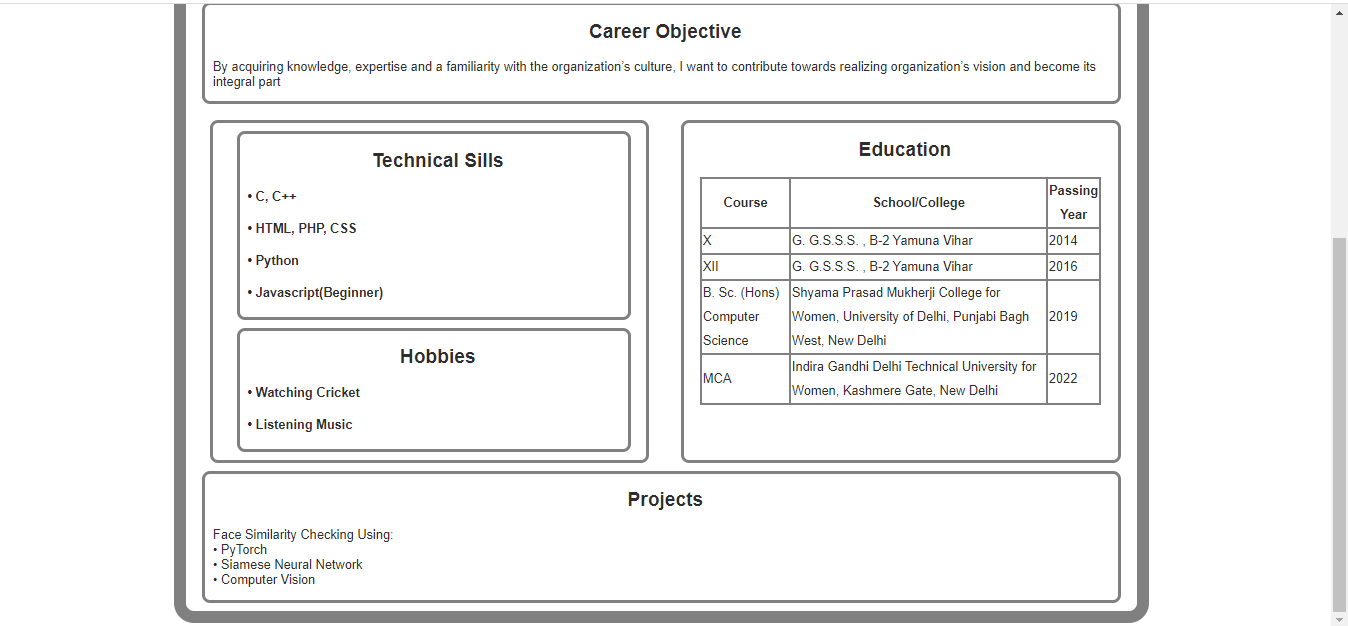 Career Objective
By acquiring knowledge, expertise and a familiarity with the organization's culture, I want to contribute towards realizing organization's vision and become its
integral part
Technical Sills
• C, C++
• HTML, PHP, CSS
• Python
• Javascript(Beginner)
Hobbies
• Watching Cricket
• Listening Music
Education
Course School/College Passing
Year
X G. G.S.S.S. , B-2 Yamuna Vihar 2014
XII G. G.S.S.S. , B-2 Yamuna Vihar 2016
B. Sc. (Hons) Shyama Prasad Mukherji College for
Computer Women, University of Delhi, Punjabi Bagh 2019
Science West, New Delhi
MCA Indira Gandhi Delhi Technical University for 2022
Women, Kashmere Gate, New Delhi
Projects
Face Similarity Checking Using:
• PyTorch
• Siamese Neural Network
• Computer Vision